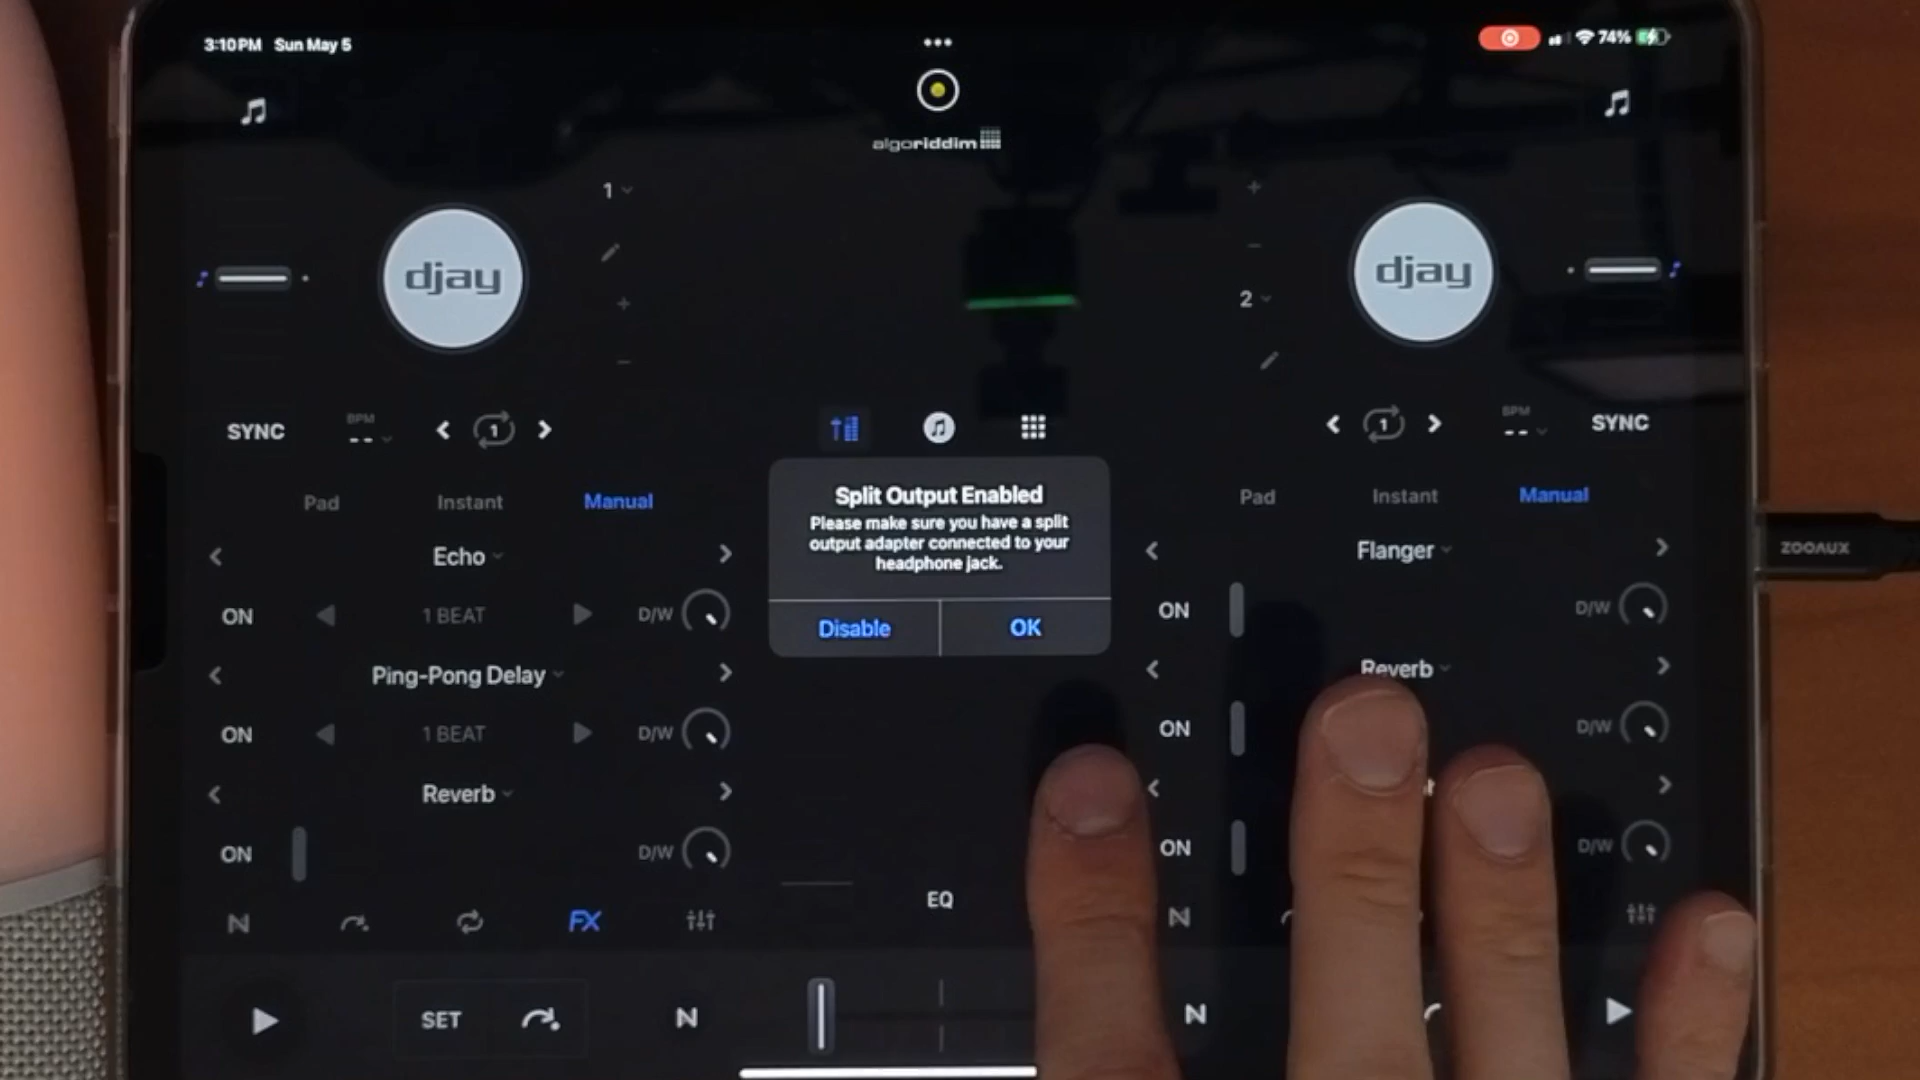 3:10 PM Sun May 5
74%
algoriddim
1
djay
djay
2
SYNC
BPM
--
1
1
BPM
--
SYNC
Pad
Instant
Manual
Split Output Enabled
Please make sure you have a split
output adapter connected to your
headphone jack.
Disable
OK
Pad
Instant
Manual
Echo
ON
1 BEAT
D/W
Ping-Pong Delay
ON
1 BEAT
D/W
Reverb
ON
D/W
FX
EQ
Flanger
ON
D/W
Reverb
ON
D/W
ON
D/W
SET
ZOOAUX